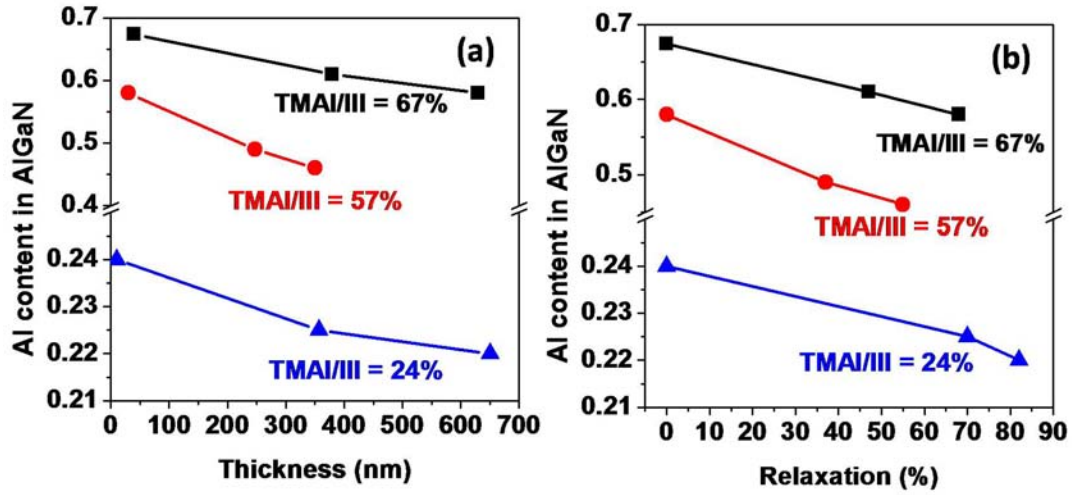 (a)
Al content in AlGaN
0.7
0.6
0.5
0.4
0.24
0.23
0.22
0.21
TMAl/III = 67%
TMAl/III = 57%
TMAl/III = 24%
0 100 200 300 400 500 600 700
Thickness (nm)
(b)
Al content in AlGaN
0.7
0.6
0.5
0.24
0.23
0.22
0.21
TMAl/III = 67%
TMAl/III = 57%
TMAl/III = 24%
0 10 20 30 40 50 60 70 80 90
Relaxation (%)